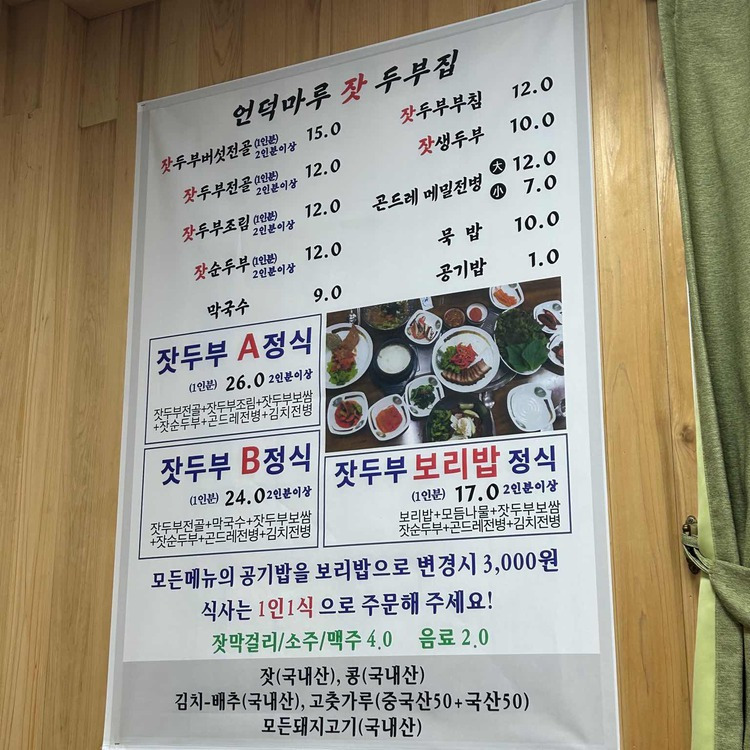 언덕마루 잣 두부집
잣두부버섯전골 (1인분) 2인분이상 15.0
잣두부전골 (1인분) 2인분이상 12.0
잣두부조림 (1인분) 2인분이상 12.0
잣순두부 (1인분) 2인분이상 12.0
막국수 9.0
잣두부부침 12.0
잣생두부 10.0
곤드레 메밀전병 大 12.0
小 7.0
묵 밥 10.0
공기밥 1.0
잣두부 A정식
(1인분) 26.0 2인분이상
잣두부전골+잣두부조림+잣두부보쌈
+잣순두부+곤드레전병+김치전병
잣두부 B정식
(1인분) 24.0 2인분이상
잣두부전골+막국수+잣두부보쌈
+잣순두부+곤드레전병+김치전병
잣두부 보리밥 정식
(1인분) 17.0 2인분이상
보리밥+모듬나물+잣두부보쌈
잣순두부+곤드레전병+김치전병
모든메뉴의 공기밥을 보리밥으로 변경시 3,000원
식사는 1인1식 으로 주문해 주세요!
잣막걸리/소주/맥주 4.0 음료 2.0
잣(국내산), 콩(국내산)
김치-배추(국내산), 고춧가루(중국산50+국산50)
모든돼지고기(국내산)